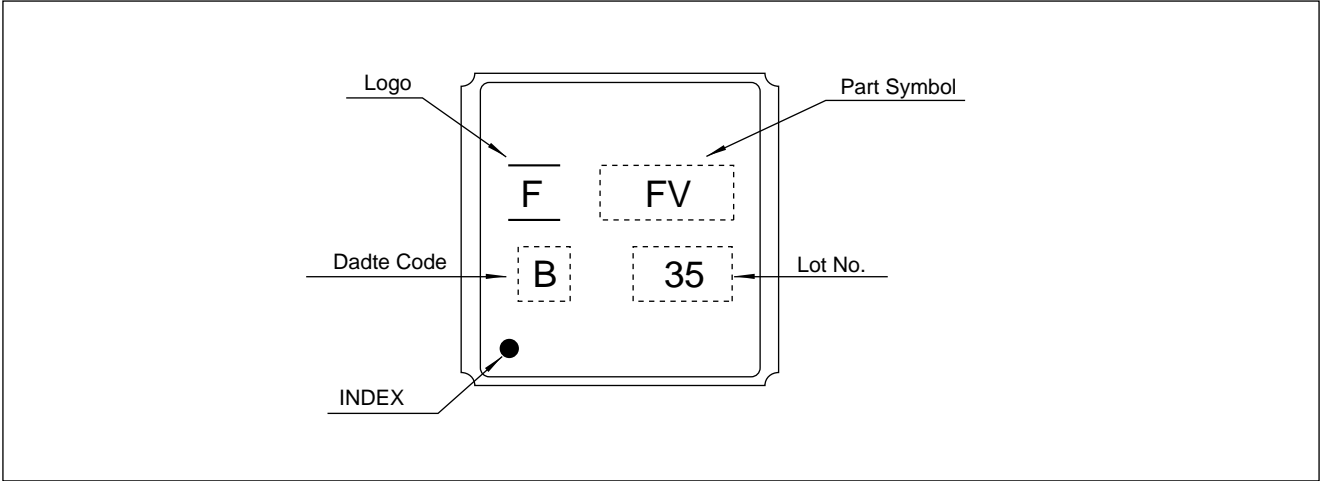 Logo
Part Symbol
F
FV
Dadte Code
B
35
Lot No.
INDEX